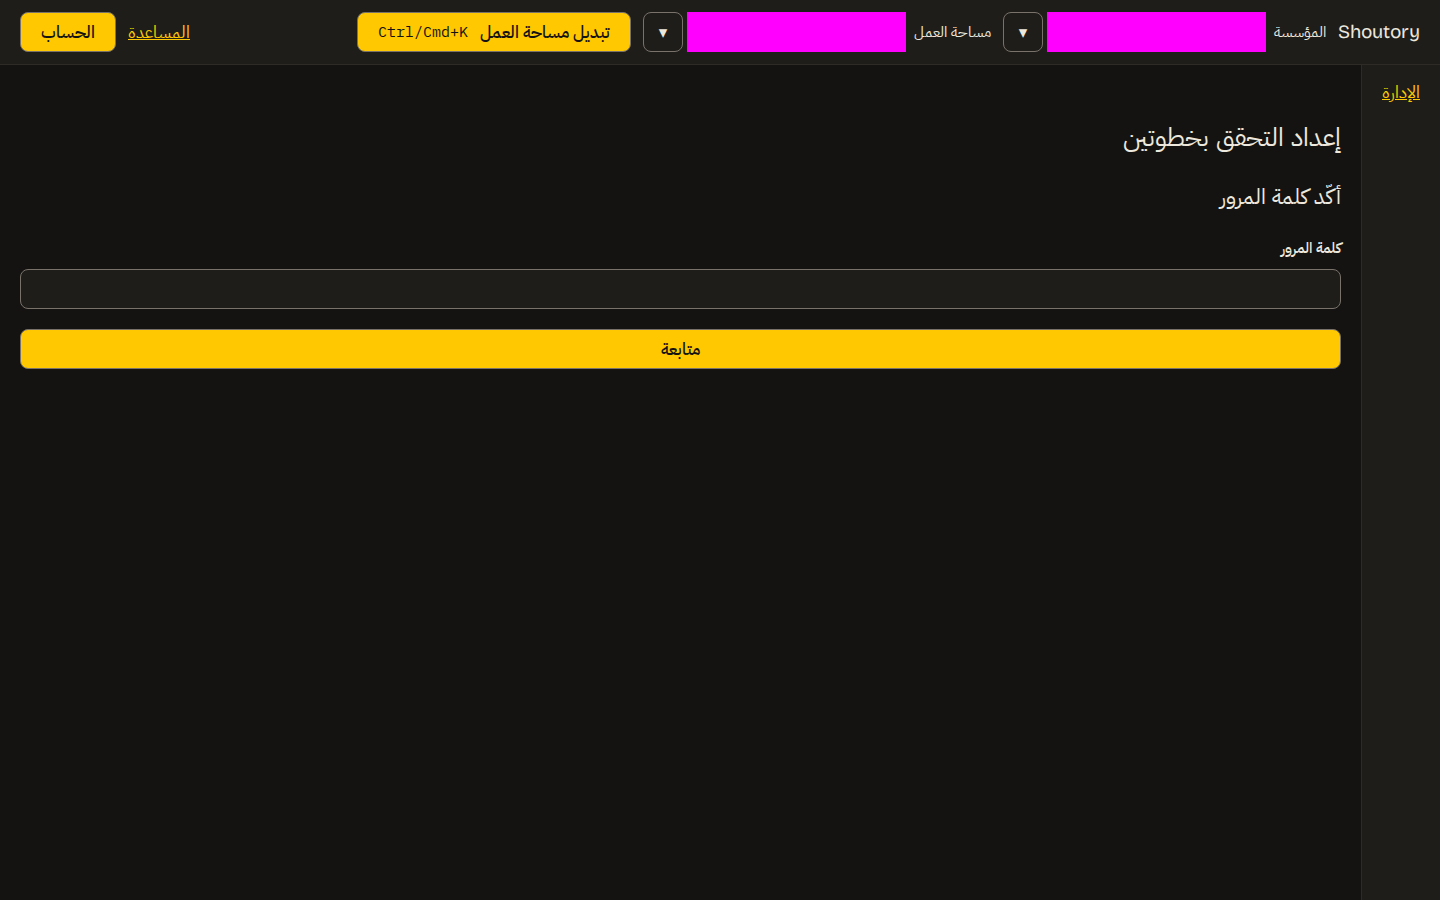 Shoutory المؤسسة ▼ مساحة العمل ▼ تبديل مساحة العمل Ctrl/Cmd+K المساعدة الحساب
الإدارة
إعداد التحقق بخطوتين
أكّد كلمة المرور
كلمة المرور
متابعة